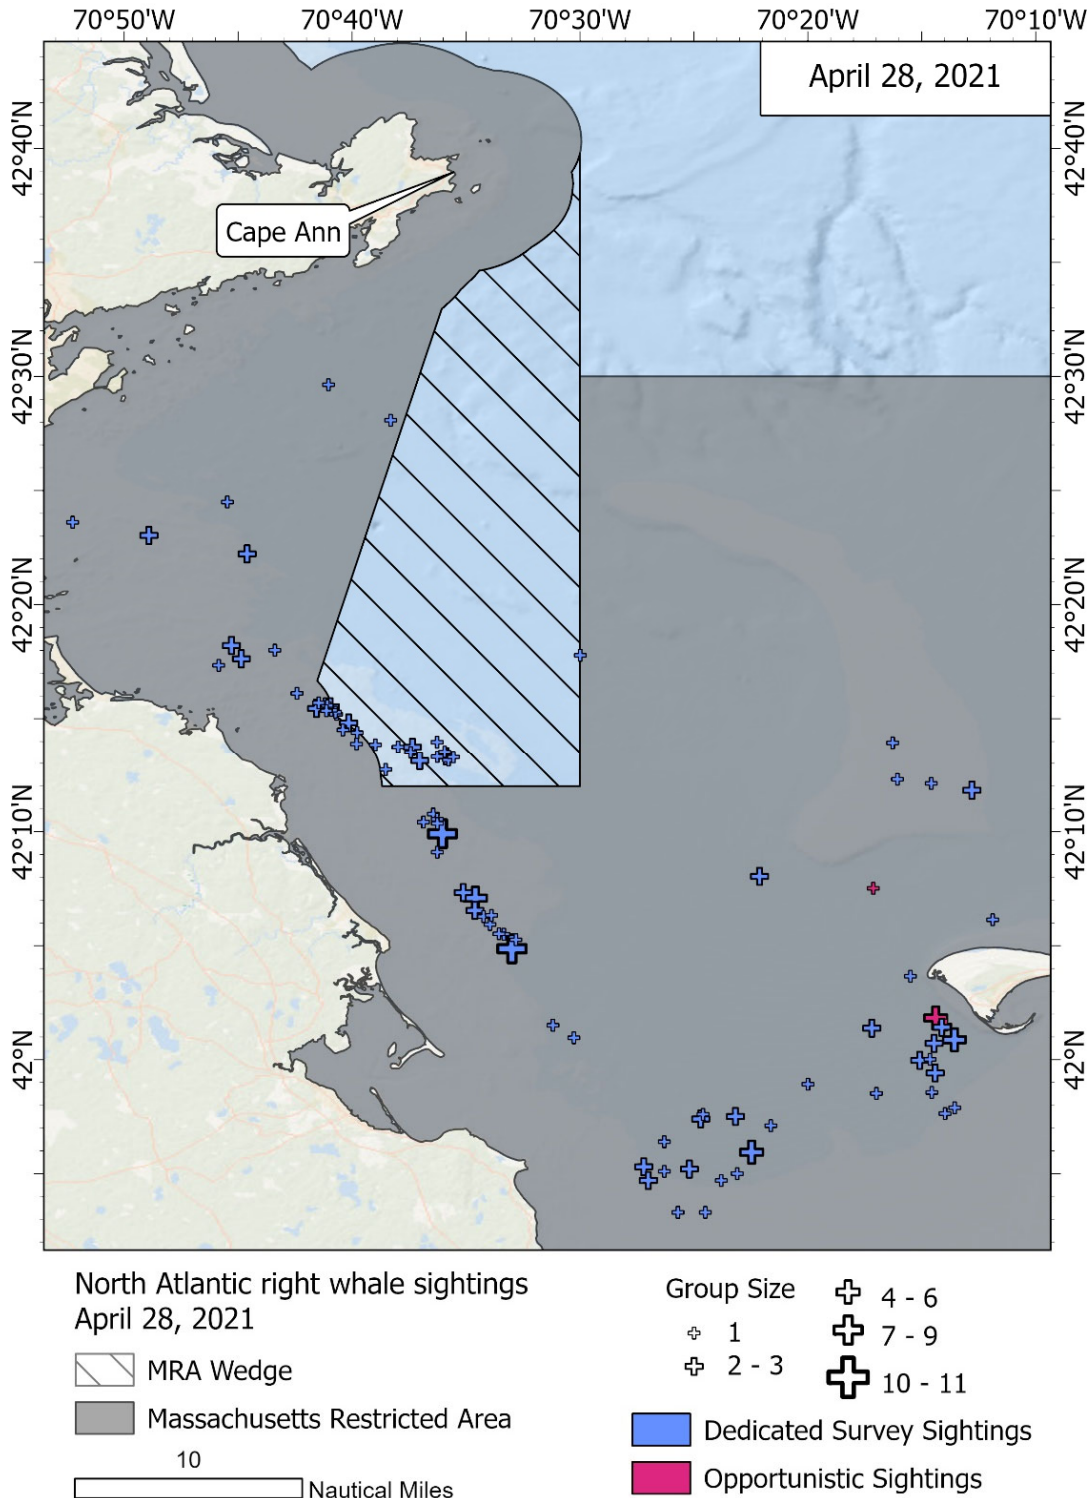 70°50'W 70°40'W 70°30'W 70°20'W 70°10'W
April 28, 2021
42°40'N 42°40'N
Cape Ann
42°30'N 42°30'N
42°20'N 42°20'N
42°10'N 42°10'N
42°N 42°N
North Atlantic right whale sightings
April 28, 2021
MRA Wedge
Massachusetts Restricted Area
10
Nautical Miles
Group Size
1
2 - 3
4 - 6
7 - 9
10 - 11
Dedicated Survey Sightings
Opportunistic Sightings